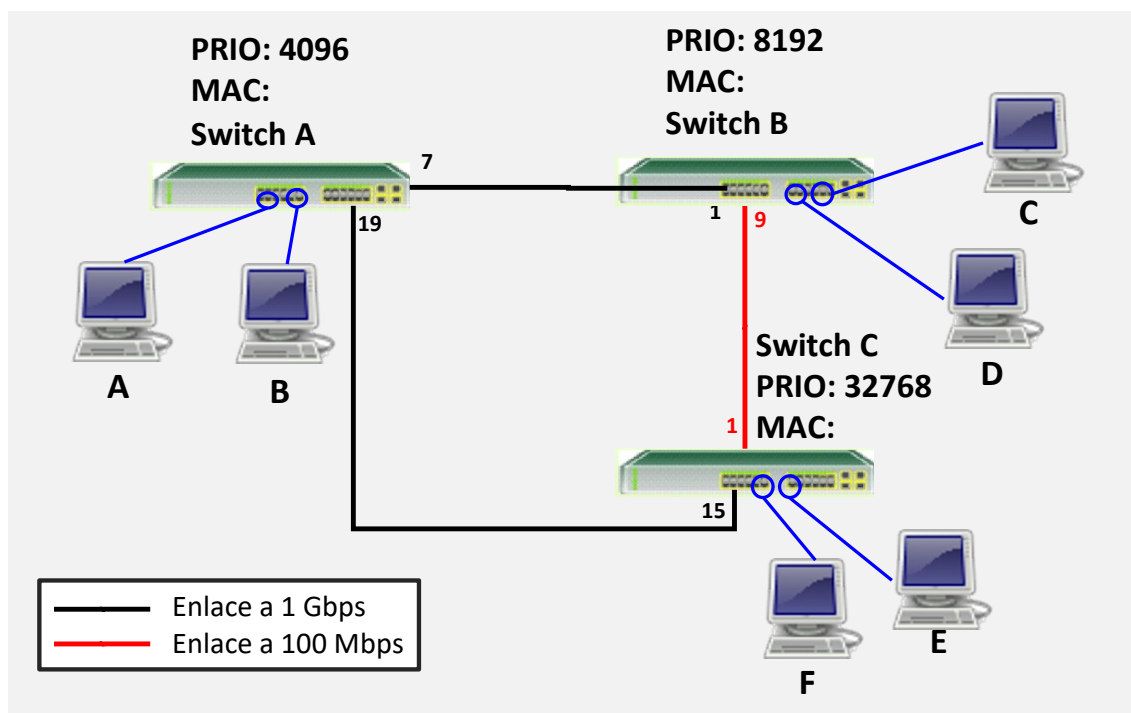 PRIO: 4096
MAC:
Switch A
PRIO: 8192
MAC:
Switch B
7
19
1
9
A
B
C
D
Switch C
PRIO: 32768
MAC:
1
15
F
E
Enlace a 1 Gbps
Enlace a 100 Mbps